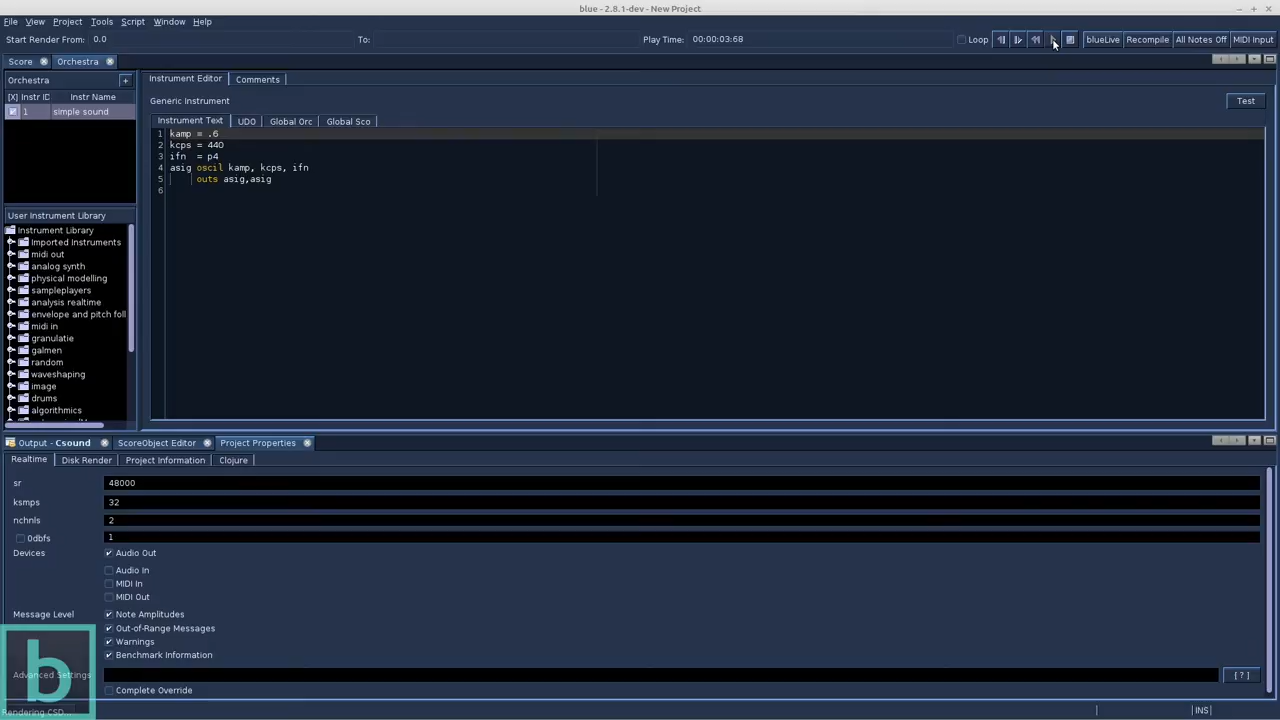 blue - 2.8.1-dev - New Project
File View Project Tools Script Window Help
Start Render From: 0.0 To: Play Time: 00:00:03:68 Loop blueLive Recompile All Notes Off MIDI Input
Score Orchestra
Orchestra +
[X] Instr ID Instr Name
1 simple sound
User Instrument Library
Instrument Library
Imported Instruments
midi out
analog synth
physical modelling
sampleplayers
analysis realtime
envelope and pitch foll
midi in
granulatie
galmen
random
waveshaping
image
drums
algorithmics
Instrument Editor Comments
Generic Instrument Test
Instrument Text UDO Global Orc Global Sco
1 kamp = .6
2 kcps = 440
3 ifn = p4
4 asig oscil kamp, kcps, ifn
5 outs asig,asig
6
Output - Csound ScoreObject Editor Project Properties
Realtime Disk Render Project Information Clojure
sr 48000
ksmps 32
nchnls 2
0dbfs 1
Devices Audio Out
Audio In
MIDI In
MIDI Out
Message Level Note Amplitudes
Out-of-Range Messages
Warnings
Benchmark Information
Advanced Settings [ ? ]
Complete Override
b
Rendering CSD...
INS